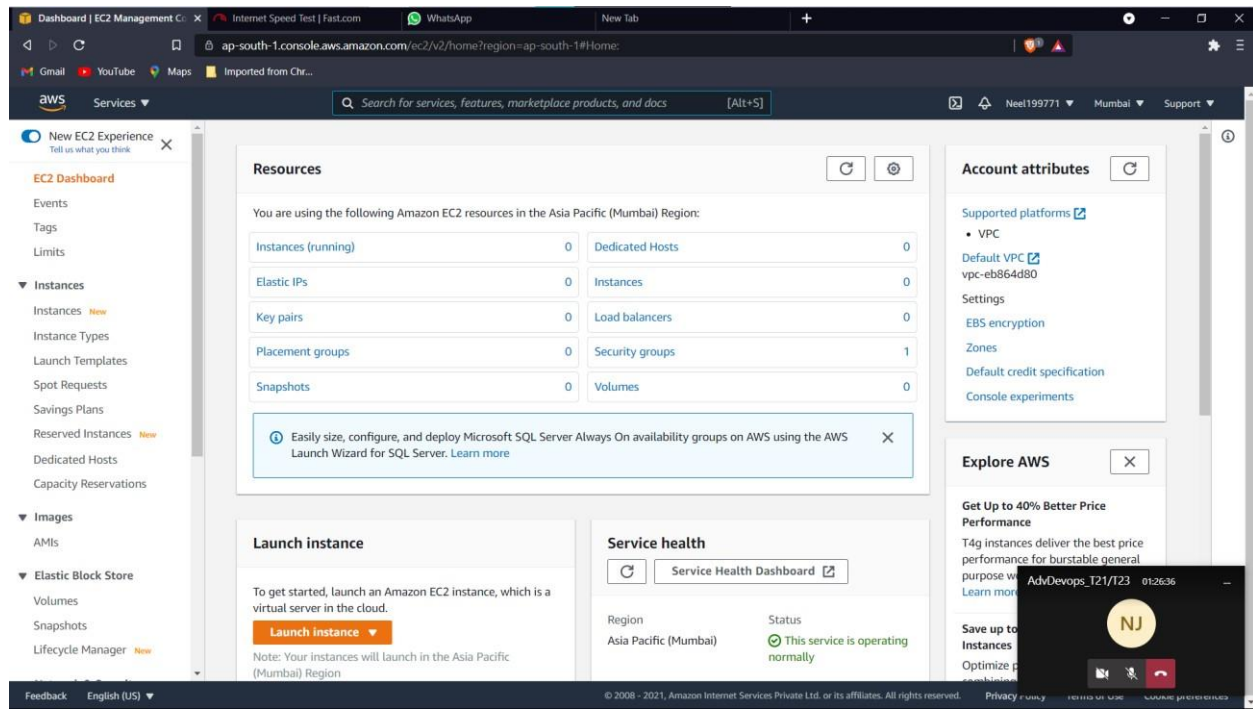 Dashboard | EC2 Management Co
Internet Speed Test | Fast.com
WhatsApp
New Tab
ap-south-1.console.aws.amazon.com/ec2/v2/home?region=ap-south-1#Home:
Gmail
YouTube
Maps
Imported from Chr...
aws
Services
Search for services, features, marketplace products, and docs
[Alt+S]
Neel199771
Mumbai
Support
New EC2 Experience
Tell us what you think
EC2 Dashboard
Events
Tags
Limits
Instances
Instances New
Instance Types
Launch Templates
Spot Requests
Savings Plans
Reserved Instances New
Dedicated Hosts
Capacity Reservations
Images
AMIs
Elastic Block Store
Volumes
Snapshots
Lifecycle Manager New
Resources
You are using the following Amazon EC2 resources in the Asia Pacific (Mumbai) Region:
Instances (running) 0
Dedicated Hosts 0
Elastic IPs 0
Instances 0
Key pairs 0
Load balancers 0
Placement groups 0
Security groups 1
Snapshots 0
Volumes 0
Easily size, configure, and deploy Microsoft SQL Server Always On availability groups on AWS using the AWS
Launch Wizard for SQL Server. Learn more
Launch instance
To get started, launch an Amazon EC2 instance, which is a
virtual server in the cloud.
Launch instance
Note: Your instances will launch in the Asia Pacific
(Mumbai) Region
Service health
Service Health Dashboard
Region
Status
Asia Pacific (Mumbai)
This service is operating
normally
Account attributes
Supported platforms
• VPC
Default VPC
vpc-eb864d80
Settings
EBS encryption
Zones
Default credit specification
Console experiments
Explore AWS
Get Up to 40% Better Price
Performance
T4g instances deliver the best price
performance for burstable general
purpose
Learn more
Save up to
Instances
Optimize
AdvDevops_T21/T23 01:26:36
NJ
Feedback
English (US)
© 2008 - 2021, Amazon Internet Services Private Ltd. or its affiliates. All rights reserved.
Privacy Policy
Terms of Use
Cookie preferences